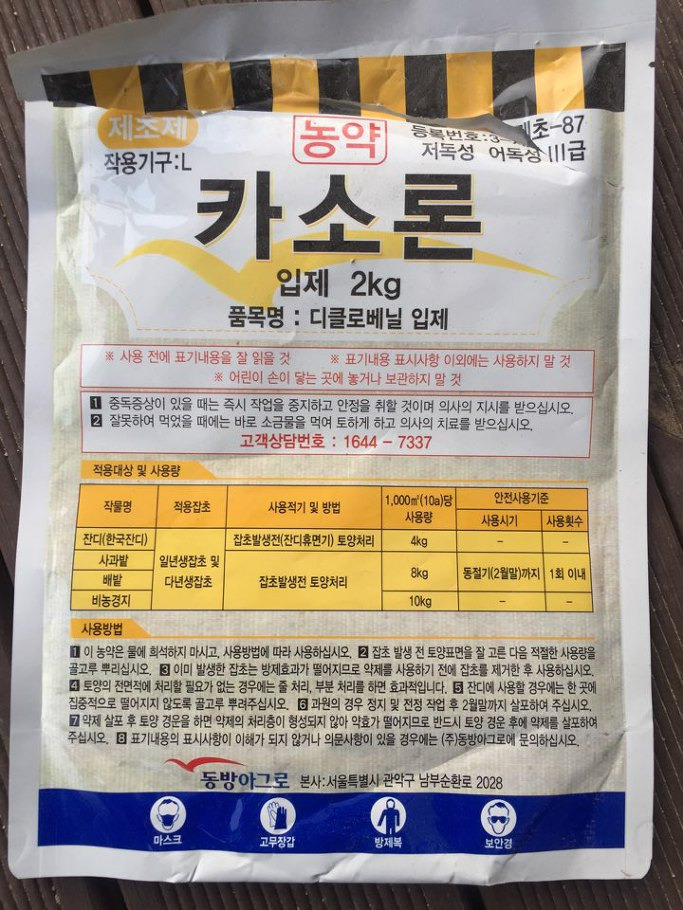 제초제
농약
등록번호:3- 제초-87
작용기구:L
저독성 어독성 III급
카소론
입제 2kg
품목명 : 디클로베닐 입제
※ 사용 전에 표기내용을 잘 읽을 것 ※ 표기내용 표시사항 이외에는 사용하지 말 것
※ 어린이 손이 닿는 곳에 놓거나 보관하지 말 것
1 중독증상이 있을 때는 즉시 작업을 중지하고 안정을 취할 것이며 의사의 지시를 받으십시오.
2 잘못하여 먹었을 때에는 바로 소금물을 먹여 토하게 하고 의사의 치료를 받으십시오.
고객상담번호 : 1644 - 7337
적용대상 및 사용량
작물명 적용잡초 사용적기 및 방법 1,000㎡(10a)당 사용량 안전사용기준
사용시기 사용횟수
잔디(한국잔디) 일년생잡초 및 다년생잡초 잡초발생전(잔디휴면기) 토양처리 4kg - -
사과밭 잡초발생전 토양처리 8kg 동절기(2월말)까지 1회 이내
배밭
비농경지 10kg - -
사용방법
1 이 농약은 물에 희석하지 마시고, 사용방법에 따라 사용하십시오. 2 잡초 발생 전 토양표면을 잘 고른 다음 적절한 사용량을
골고루 뿌리십시오. 3 이미 발생한 잡초는 방제효과가 떨어지므로 약제를 사용하기 전에 잡초를 제거한 후 사용하십시오.
4 토양의 전면적에 처리할 필요가 없는 경우에는 줄 처리, 부분 처리를 하면 효과적입니다. 5 잔디에 사용할 경우에는 한 곳에
집중적으로 떨어지지 않도록 골고루 뿌려주십시오. 6 과원의 경우 정지 및 전정 작업 후 2월말까지 살포하여 주십시오.
7 약제 살포 후 토양 경운을 하면 약제의 처리층이 형성되지 않아 약효가 떨어지므로 반드시 토양 경운 후에 약제를 살포하여
주십시오. 8 표기내용의 표시사항이 이해가 되지 않거나 의문사항이 있을 경우에는 (주)동방아그로에 문의하십시오.
동방아그로 본사:서울특별시 관악구 남부순환로 2028
마스크 고무장갑 방제복 보안경